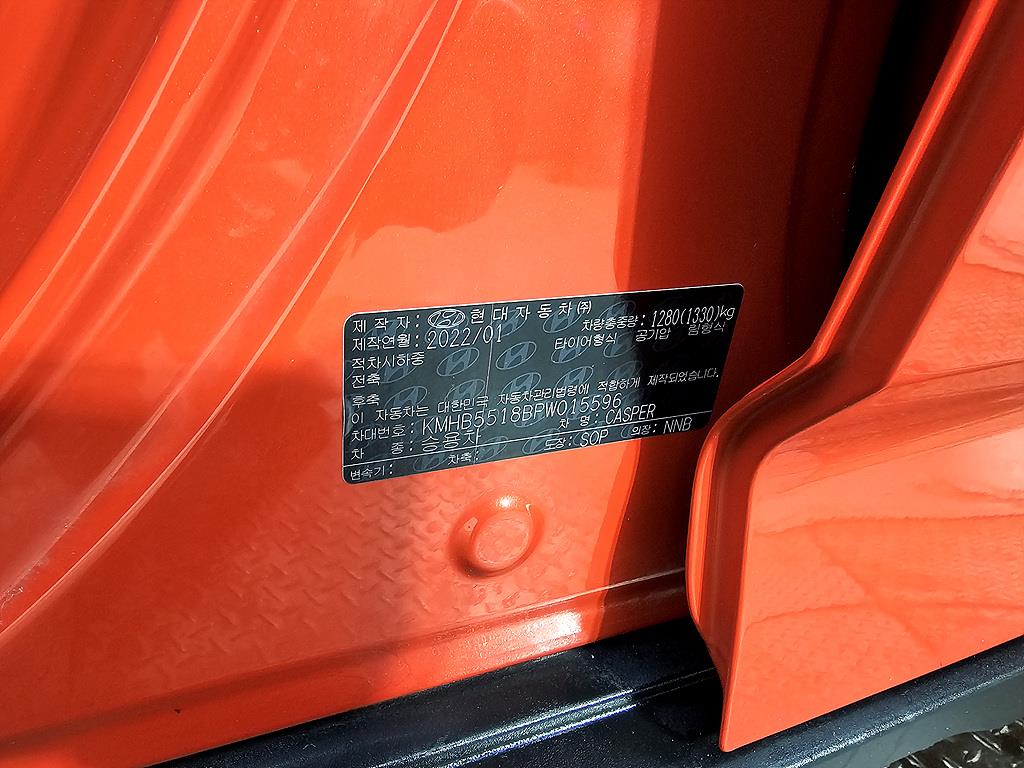 제 작 자 : 현 대 자 동 차 ㈜
제작연월 : 2022/01 차량총중량: 1280(1330)kg
적차시하중 타이어형식 공기압 림형식
전축
후축
이 자동차는 대한민국 자동차관리법령에 적합하게 제작되었습니다.
차대번호: KMHB5518BPW015596
차 종 : 승용차 차 명 : CASPER
변속기: 차축: 도장: SOP 의장: NNB